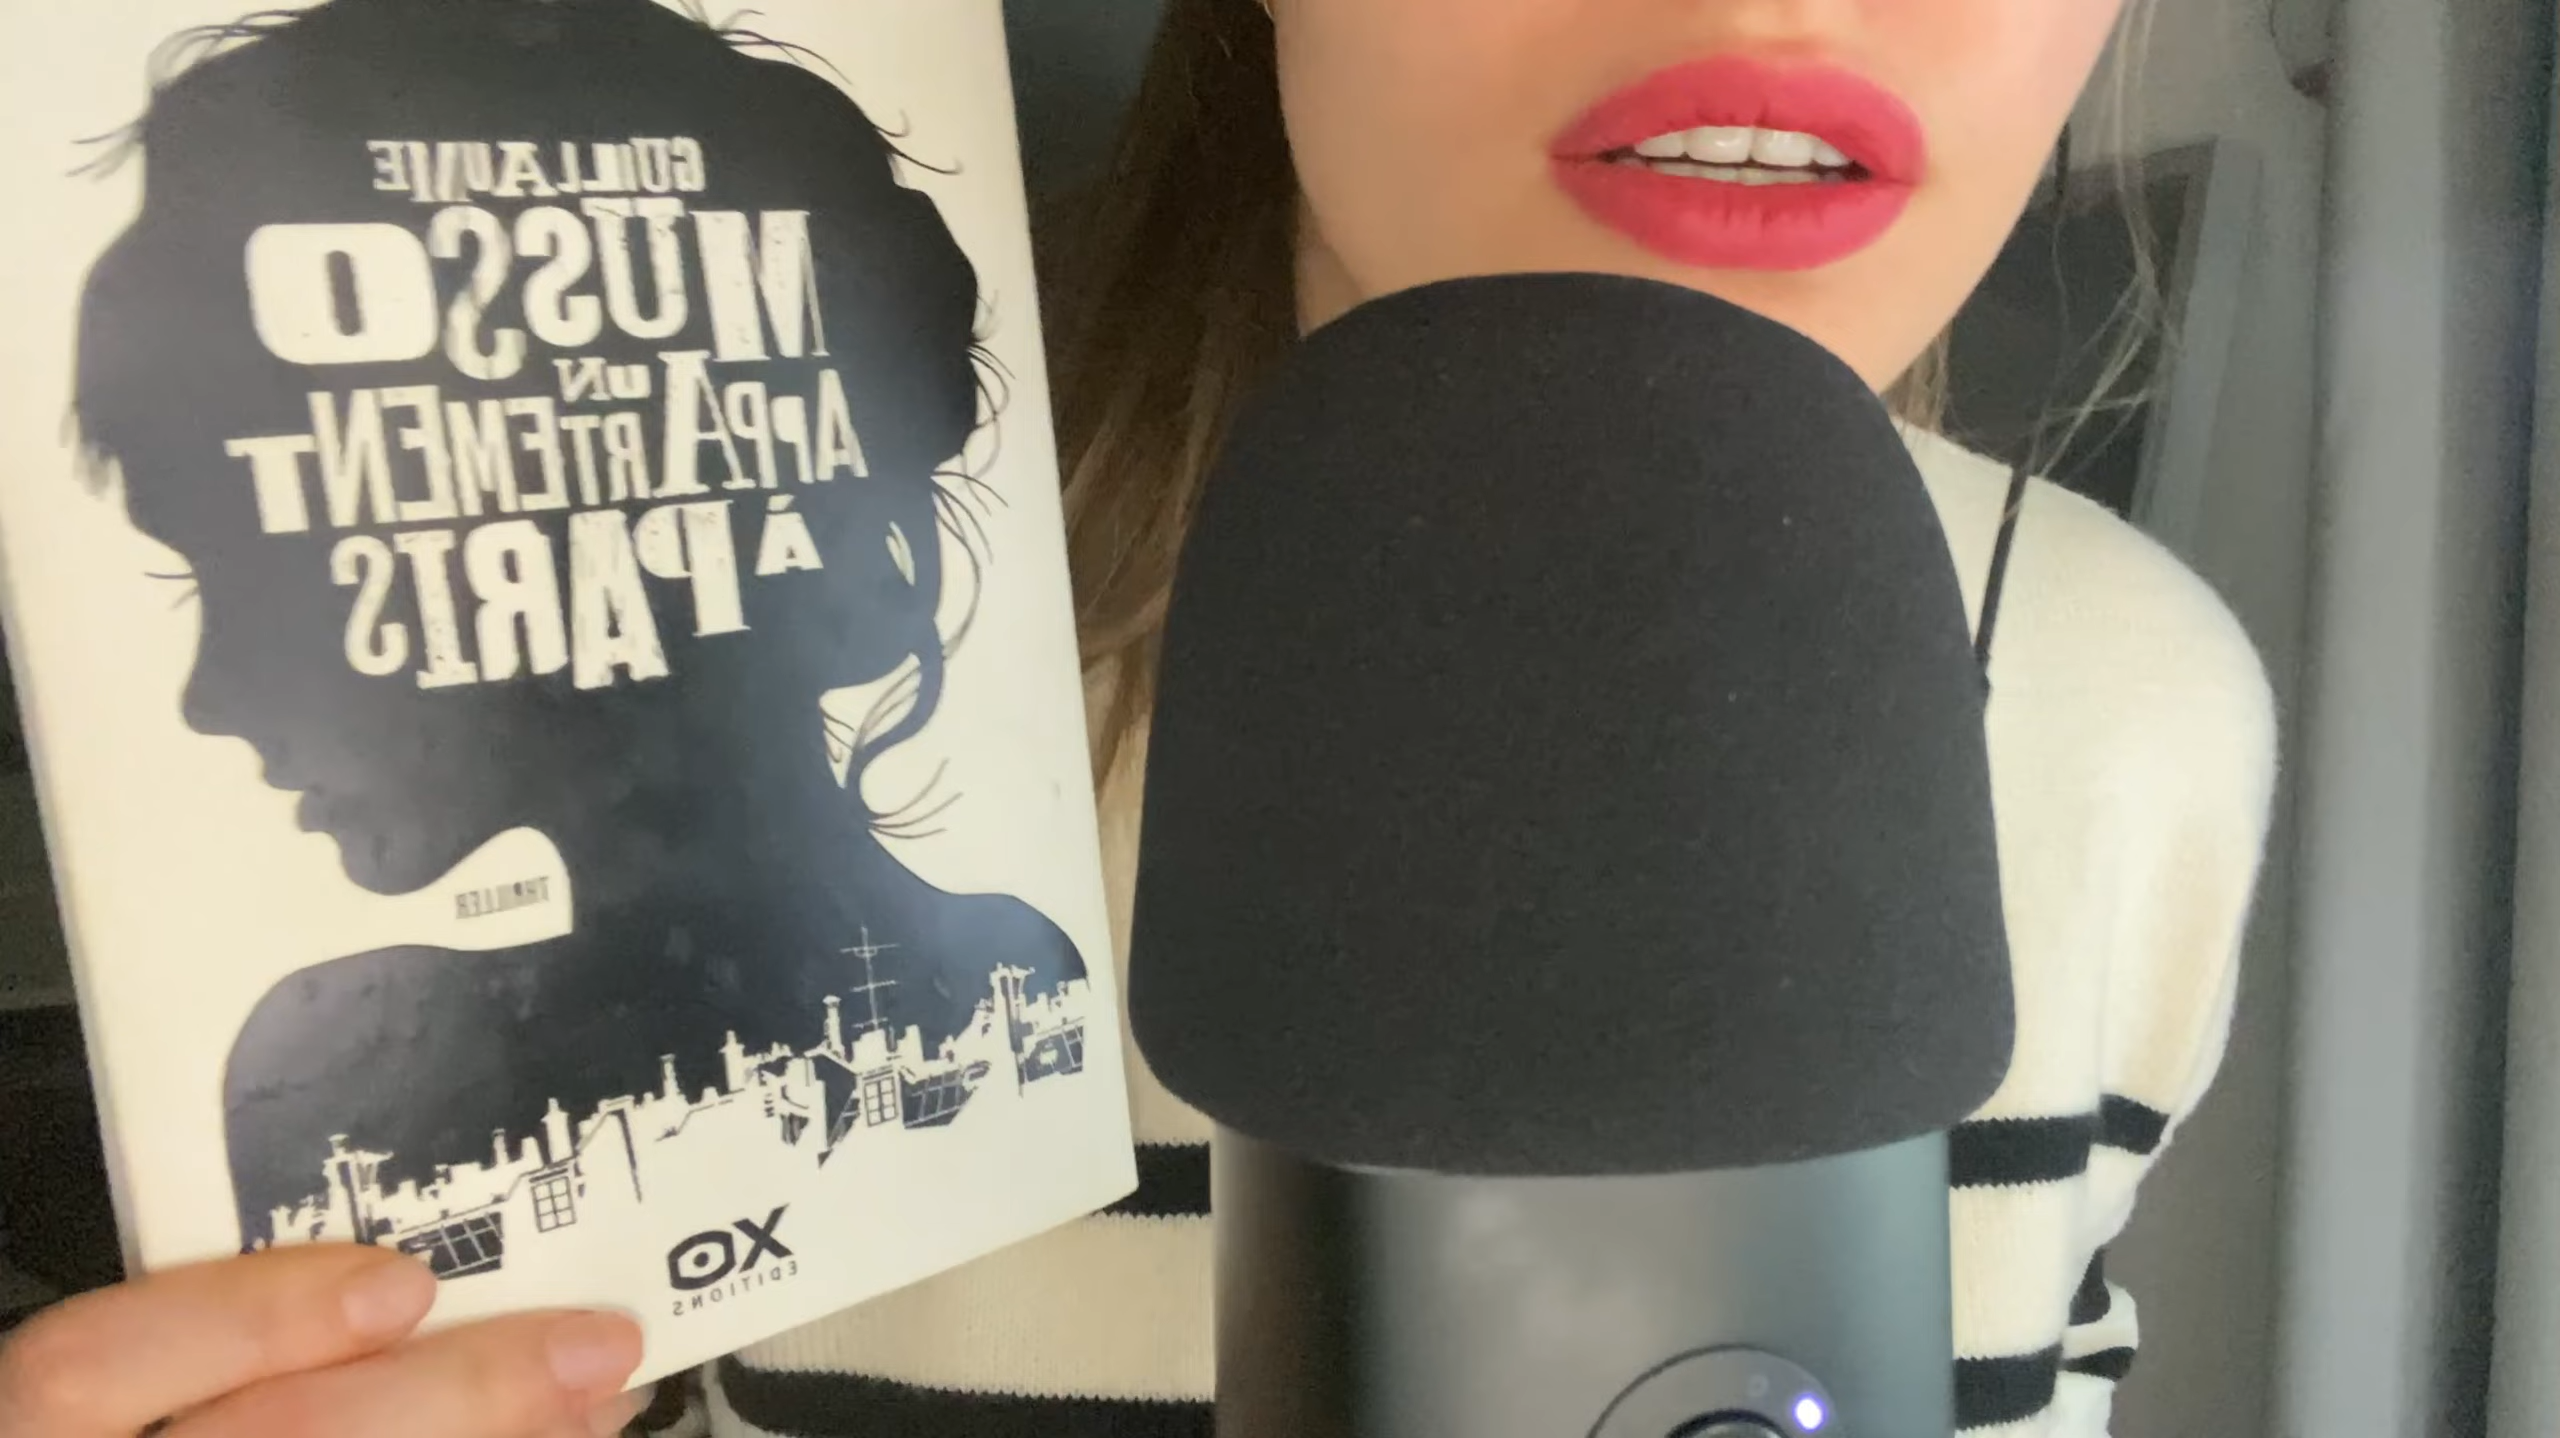 GUILLAUME
MUSSO
UN
APPARTEMENT
À PARIS
THRILLER
XO
EDITIONS